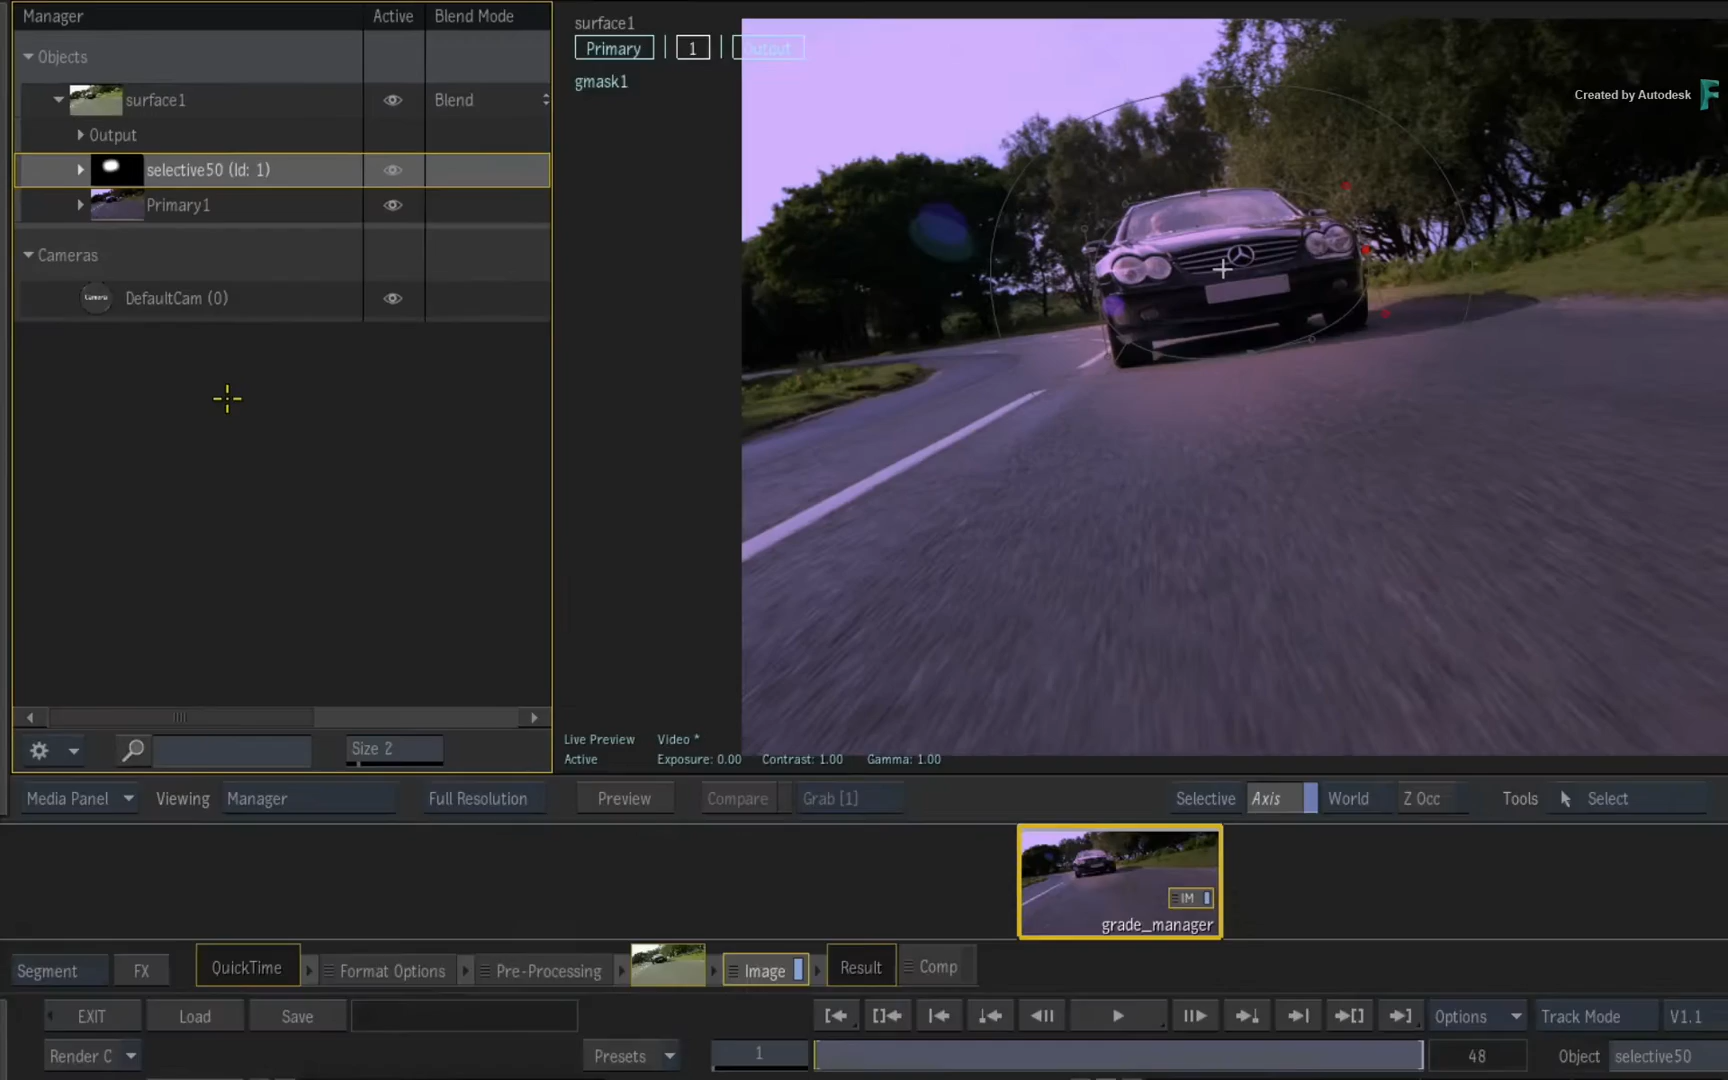 Manager Active Blend Mode
Objects
surface1 Blend
Output
selective50 (Id: 1)
Primary1
Cameras
Camera DefaultCam (0)
Size 2
surface1
Primary 1 Output
gmask1
Created by Autodesk
Live Preview Video *
Active Exposure: 0.00 Contrast: 1.00 Gamma: 1.00
Media Panel Viewing Manager Full Resolution Preview Compare Grab [1] Selective Axis World Z Occ Tools Select
IM
grade_manager
Segment FX QuickTime Format Options Pre-Processing Image Result Comp
EXIT Load Save Options Track Mode V1.1
Render C Presets 1 48 Object selective50